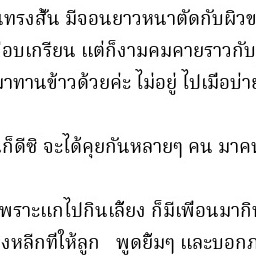 นทรงสั้น มีจอนยาวหนาตัดกับผิวข
อบเกรียน แต่ก็งามคมคายราวกับ
มาทานข้าวด้วยค่ะ ไม่อยู่ ไปเมื่อบ่าย
ก็ดีซิ จะได้คุยกันหลายๆ คน มาคน
เพราะแกไปกินเลี้ยง ก็มีเพื่อนมากิน
งหลีกที่ให้ลูก พูดยิ้มๆ และบอกภ